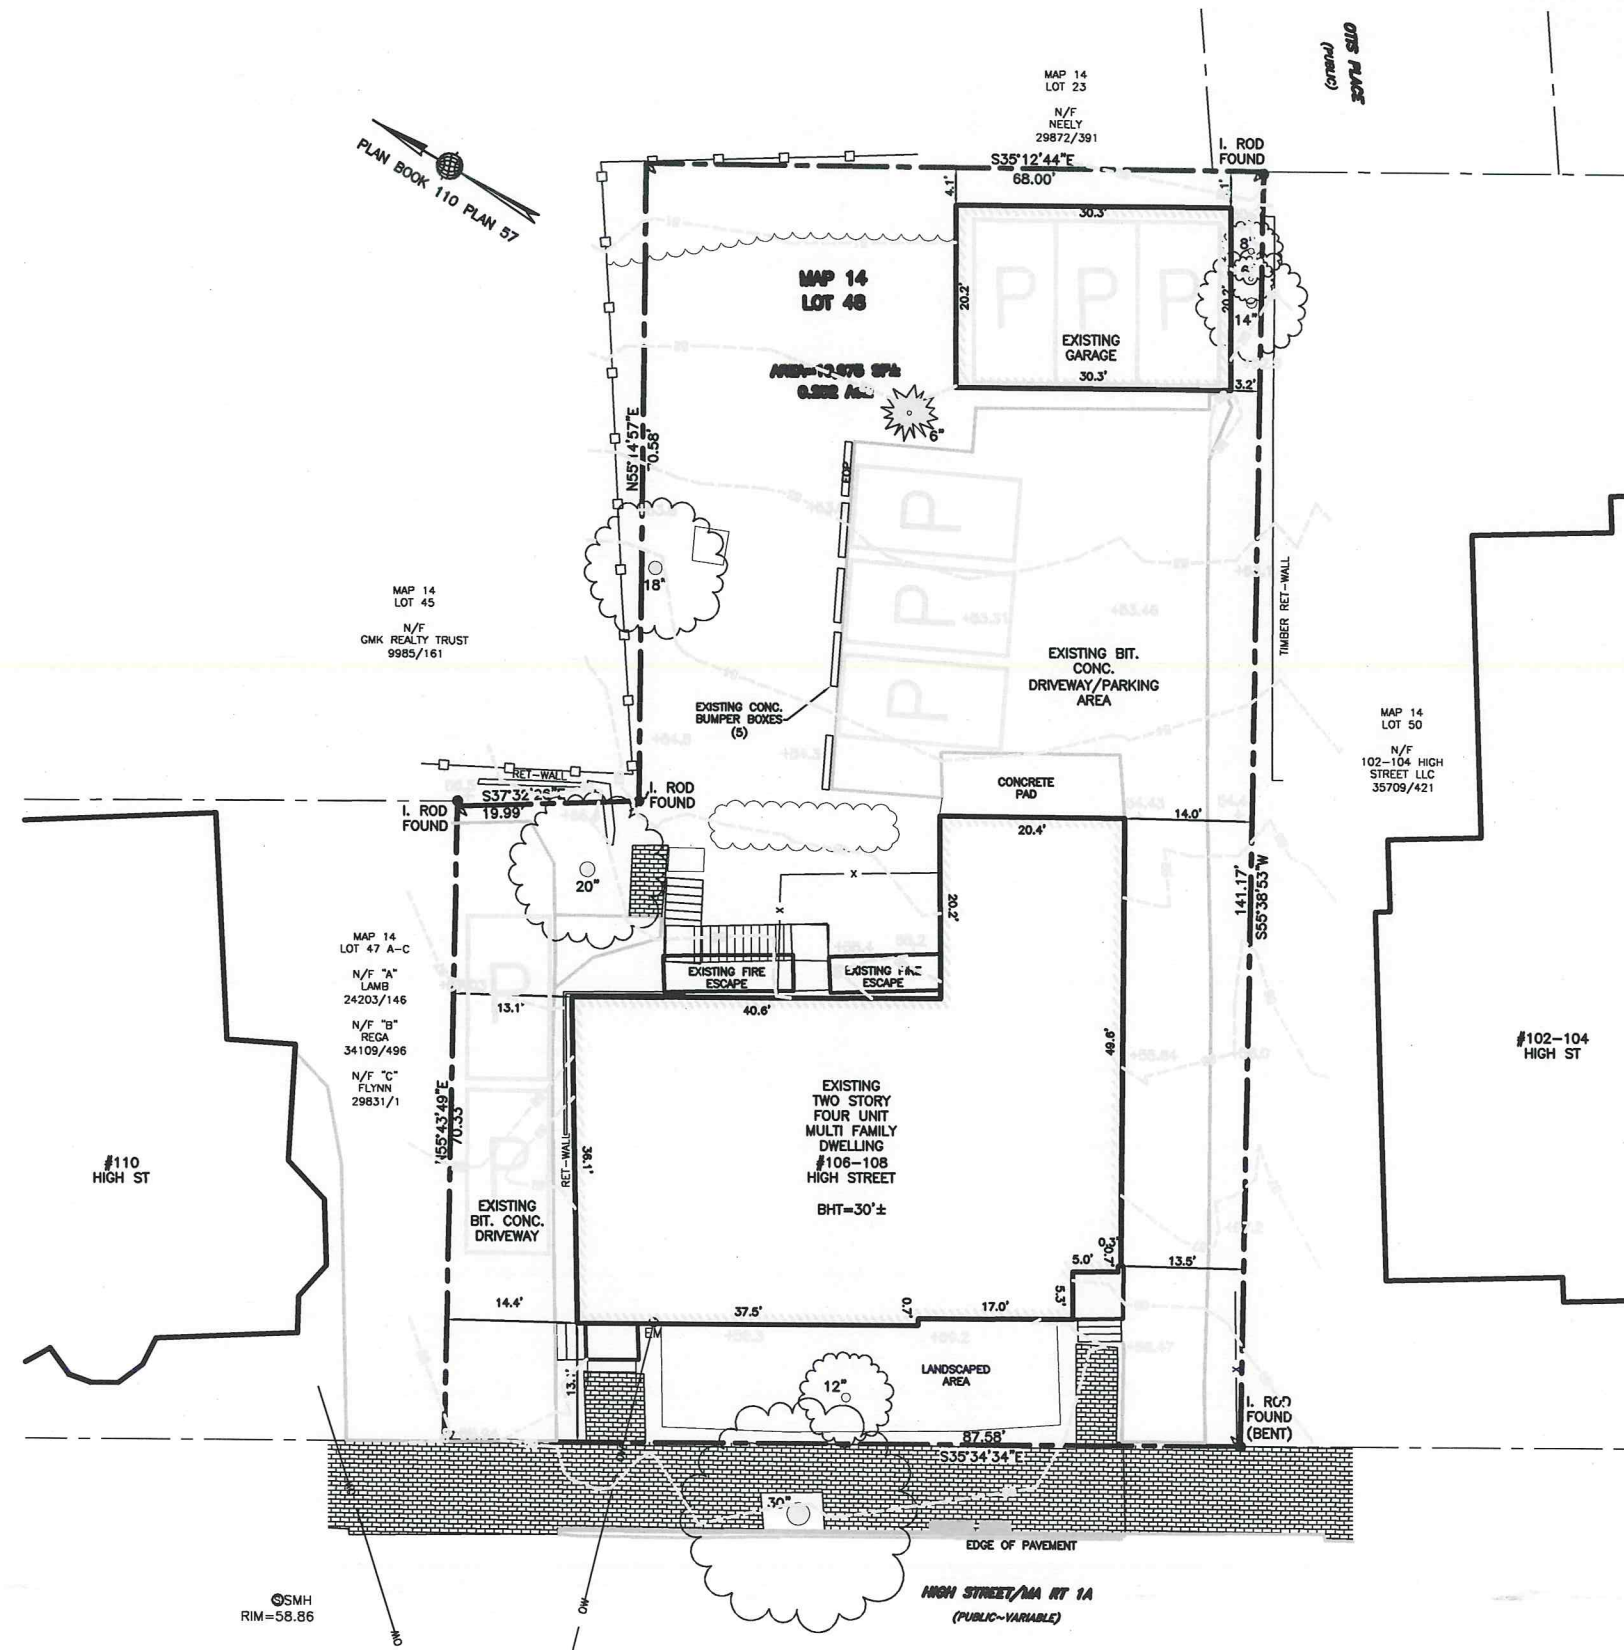 OTIS PLACE
(PUBLIC)
MAP 14
LOT 23
N/F
NEELY
29872/391
PLAN BOOK 110 PLAN 57
S35°12'44"E
68.00'
I. ROD
FOUND
4.1'
30.3'
MAP 14
LOT 48
20.2'
P P P
8"
20.2'
14"
EXISTING
GARAGE
30.3'
3.2'
6"
N55°14'57"E
70.58'
EOP
P
P
P
18"
TIMBER RET-WALL
MAP 14
LOT 45
N/F
GMK REALTY TRUST
9985/161
EXISTING BIT.
CONC.
DRIVEWAY/PARKING
AREA
EXISTING CONC.
BUMPER BOXES
(5)
MAP 14
LOT 50
N/F
102-104 HIGH
STREET LLC
35709/421
RET-WALL
19.99'
I. ROD
FOUND
I. ROD
FOUND
CONCRETE
PAD
20.4'
14.0'
20"
X
X
20.2'
141.17'
S55°38'53"W
MAP 14
LOT 47 A-C
N/F "A"
LAMB
24203/146
N/F "B"
REGA
34109/496
N/F "C"
FLYNN
29831/1
P
P
EXISTING FIRE
ESCAPE
EXISTING FIRE
ESCAPE
13.1'
40.6'
49.6'
#102-104
HIGH ST
EXISTING
TWO STORY
FOUR UNIT
MULTI FAMILY
DWELLING
#106-108
HIGH STREET
BHT=30'±
N55°43'49"E
70.33'
RET-WALL
36.1'
#110
HIGH ST
EXISTING
BIT. CONC.
DRIVEWAY
0.3'
0.7'
5.0'
13.5'
5.3'
14.4'
37.5'
0.7'
17.0'
EM
LANDSCAPED
AREA
12"
X
I. ROD
FOUND
(BENT)
87.58'
S35°34'34"E
30"
EDGE OF PAVEMENT
HIGH STREET/MA RT 1A
(PUBLIC~VARIABLE)
SMH
RIM=58.86
OW
OW